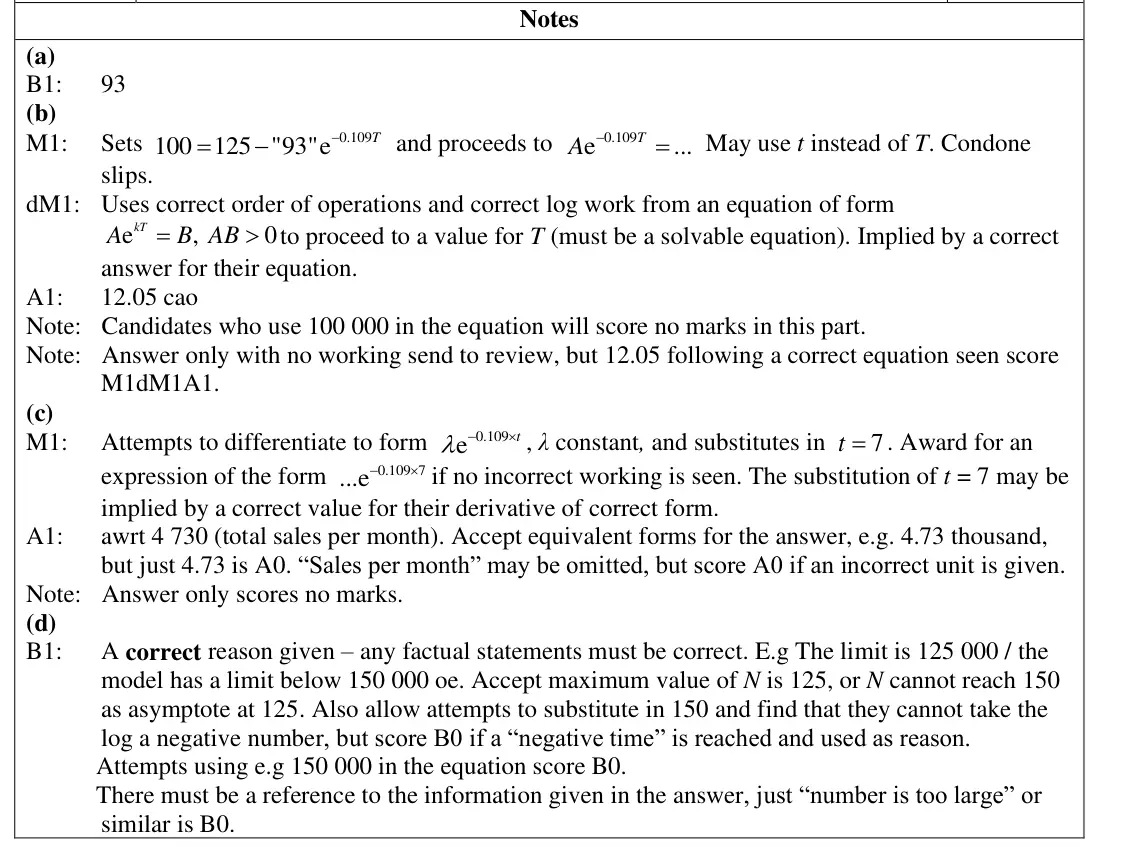 Notes
(a)
B1: 93
(b)
M1: Sets 100 = 125 − "93"e^{−0.109T} and proceeds to Ae^{−0.109T} = ... May use t instead of T. Condone
slips.
dM1: Uses correct order of operations and correct log work from an equation of form
Ae^{kT} = B, AB > 0 to proceed to a value for T (must be a solvable equation). Implied by a correct
answer for their equation.
A1: 12.05 cao
Note: Candidates who use 100 000 in the equation will score no marks in this part.
Note: Answer only with no working send to review, but 12.05 following a correct equation seen score
M1dM1A1.
(c)
M1: Attempts to differentiate to form λe^{−0.109×t} , λ constant, and substitutes in t = 7 . Award for an
expression of the form ...e^{−0.109×7} if no incorrect working is seen. The substitution of t = 7 may be
implied by a correct value for their derivative of correct form.
A1: awrt 4 730 (total sales per month). Accept equivalent forms for the answer, e.g. 4.73 thousand,
but just 4.73 is A0. “Sales per month” may be omitted, but score A0 if an incorrect unit is given.
Note: Answer only scores no marks.
(d)
B1: A correct reason given – any factual statements must be correct. E.g The limit is 125 000 / the
model has a limit below 150 000 oe. Accept maximum value of N is 125, or N cannot reach 150
as asymptote at 125. Also allow attempts to substitute in 150 and find that they cannot take the
log a negative number, but score B0 if a “negative time” is reached and used as reason.
Attempts using e.g 150 000 in the equation score B0.
There must be a reference to the information given in the answer, just “number is too large” or
similar is B0.